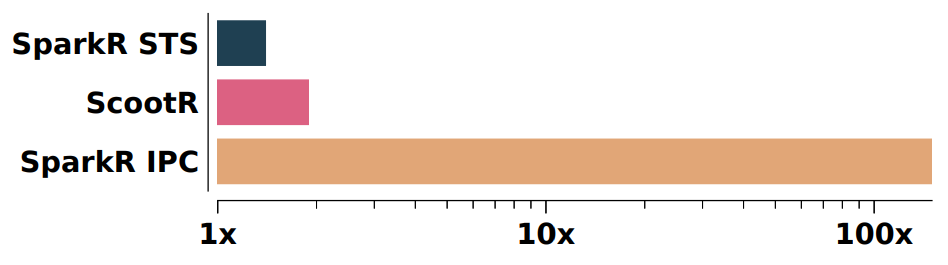 SparkR STS
ScootR
SparkR IPC
1x 10x 100x